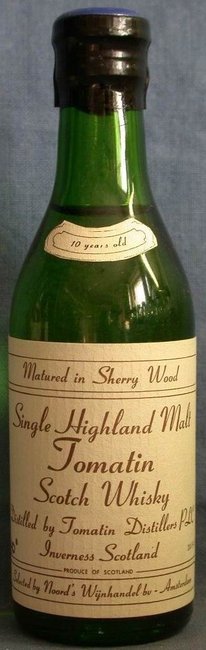 10 years old
Matured in Sherry Wood
Single Highland Malt
Tomatin
Scotch Whisky
Distilled by Tomatin Distillers PLC
Inverness Scotland
PRODUCE OF SCOTLAND
Selected by Noord's Wijnhandel bv - Amsterdam